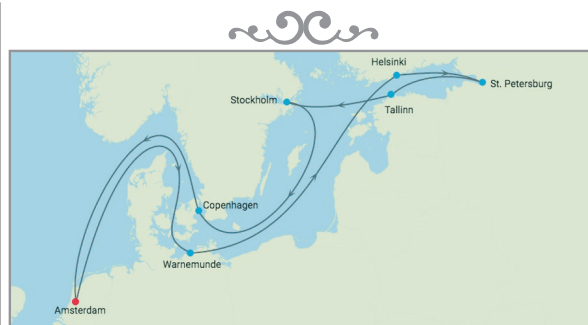 Helsinki
St. Petersburg
Stockholm
Tallinn
Copenhagen
Warnemunde
Amsterdam